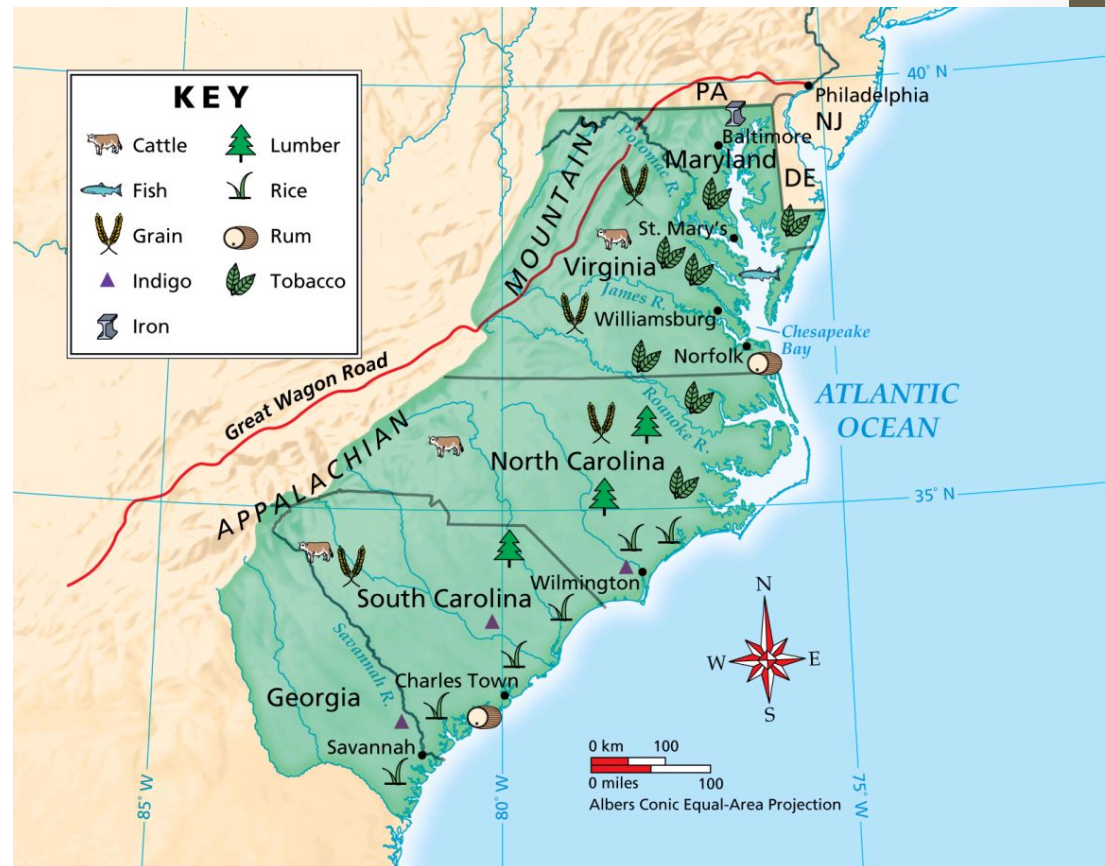 KEY
Cattle
Lumber
Fish
Rice
Grain
Rum
Indigo
Tobacco
Iron
40° N
PA
Philadelphia
NJ
Baltimore
Potomac R.
Maryland
DE
MOUNTAINS
St. Mary's
Virginia
James R.
Williamsburg
Chesapeake
Bay
Norfolk
Great Wagon Road
ATLANTIC
OCEAN
Roanoke R.
APPALACHIAN
North Carolina
35° N
Wilmington
South Carolina
N
W
E
S
Savannah R.
Charles Town
Georgia
Savannah
0 km 100
0 miles 100
Albers Conic Equal-Area Projection
85° W
80° W
75° W